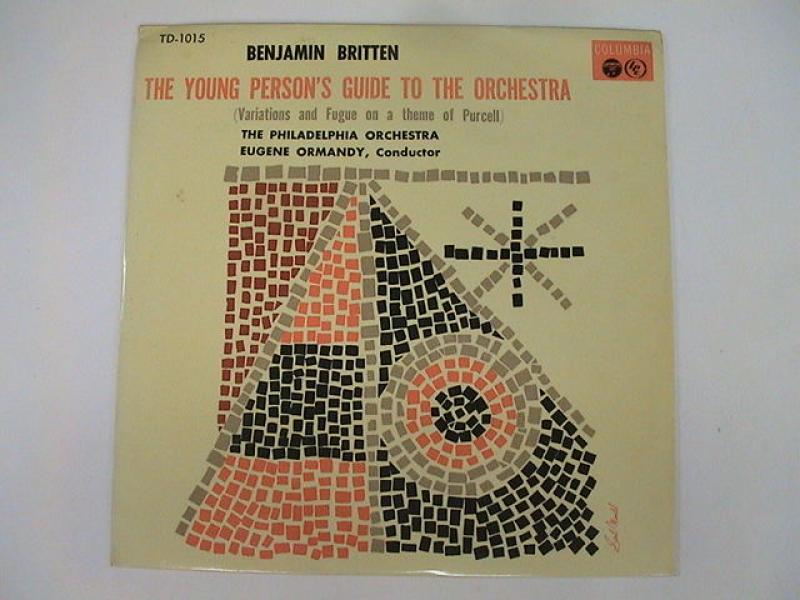 TD-1015
BENJAMIN BRITTEN
COLUMBIA
THE YOUNG PERSON'S GUIDE TO THE ORCHESTRA
(Variations and Fugue on a theme of Purcell)
THE PHILADELPHIA ORCHESTRA
EUGENE ORMANDY, Conductor